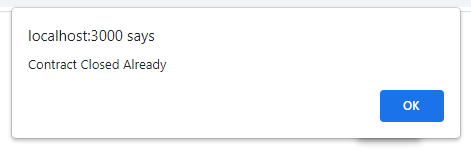 localhost:3000 says
Contract Closed Already
OK